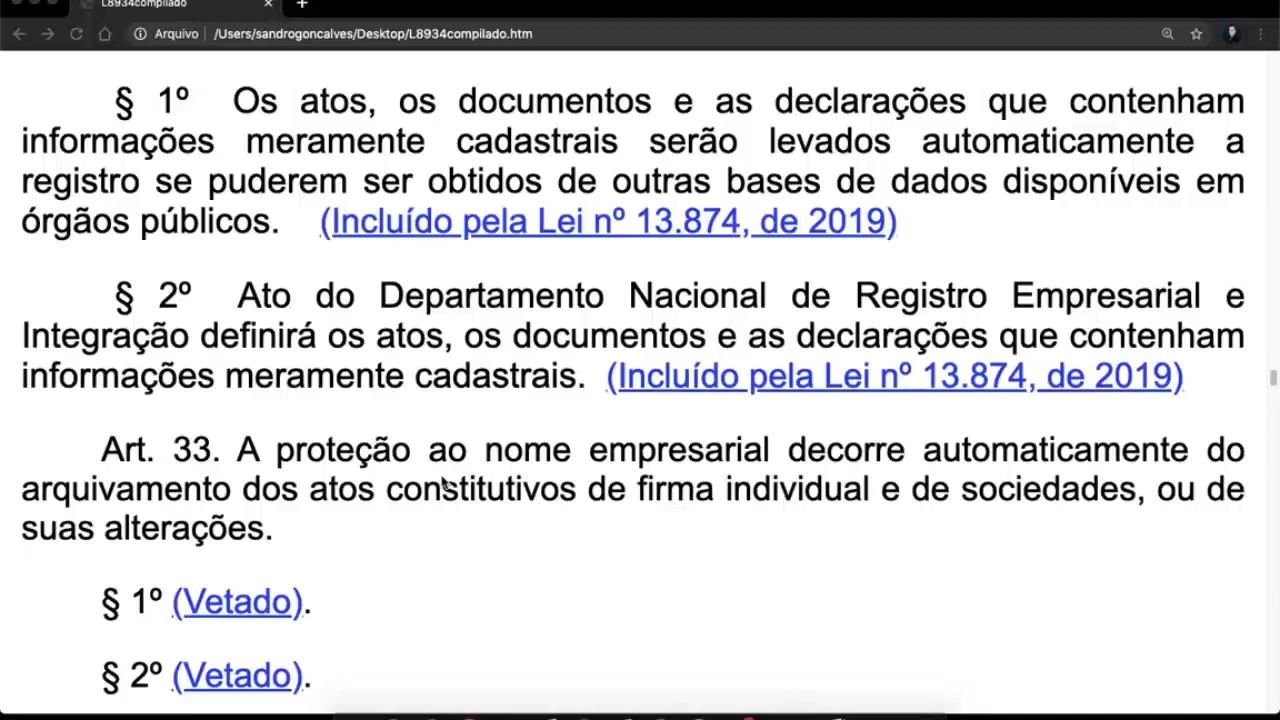 L8934compilado
Arquivo /Users/sandrogoncalves/Desktop/L8934compilado.htm
§ 1º Os atos, os documentos e as declarações que contenham
informações meramente cadastrais serão levados automaticamente a
registro se puderem ser obtidos de outras bases de dados disponíveis em
órgãos públicos. (Incluído pela Lei nº 13.874, de 2019)
§ 2º Ato do Departamento Nacional de Registro Empresarial e
Integração definirá os atos, os documentos e as declarações que contenham
informações meramente cadastrais. (Incluído pela Lei nº 13.874, de 2019)
Art. 33. A proteção ao nome empresarial decorre automaticamente do
arquivamento dos atos constitutivos de firma individual e de sociedades, ou de
suas alterações.
§ 1º (Vetado).
§ 2º (Vetado).